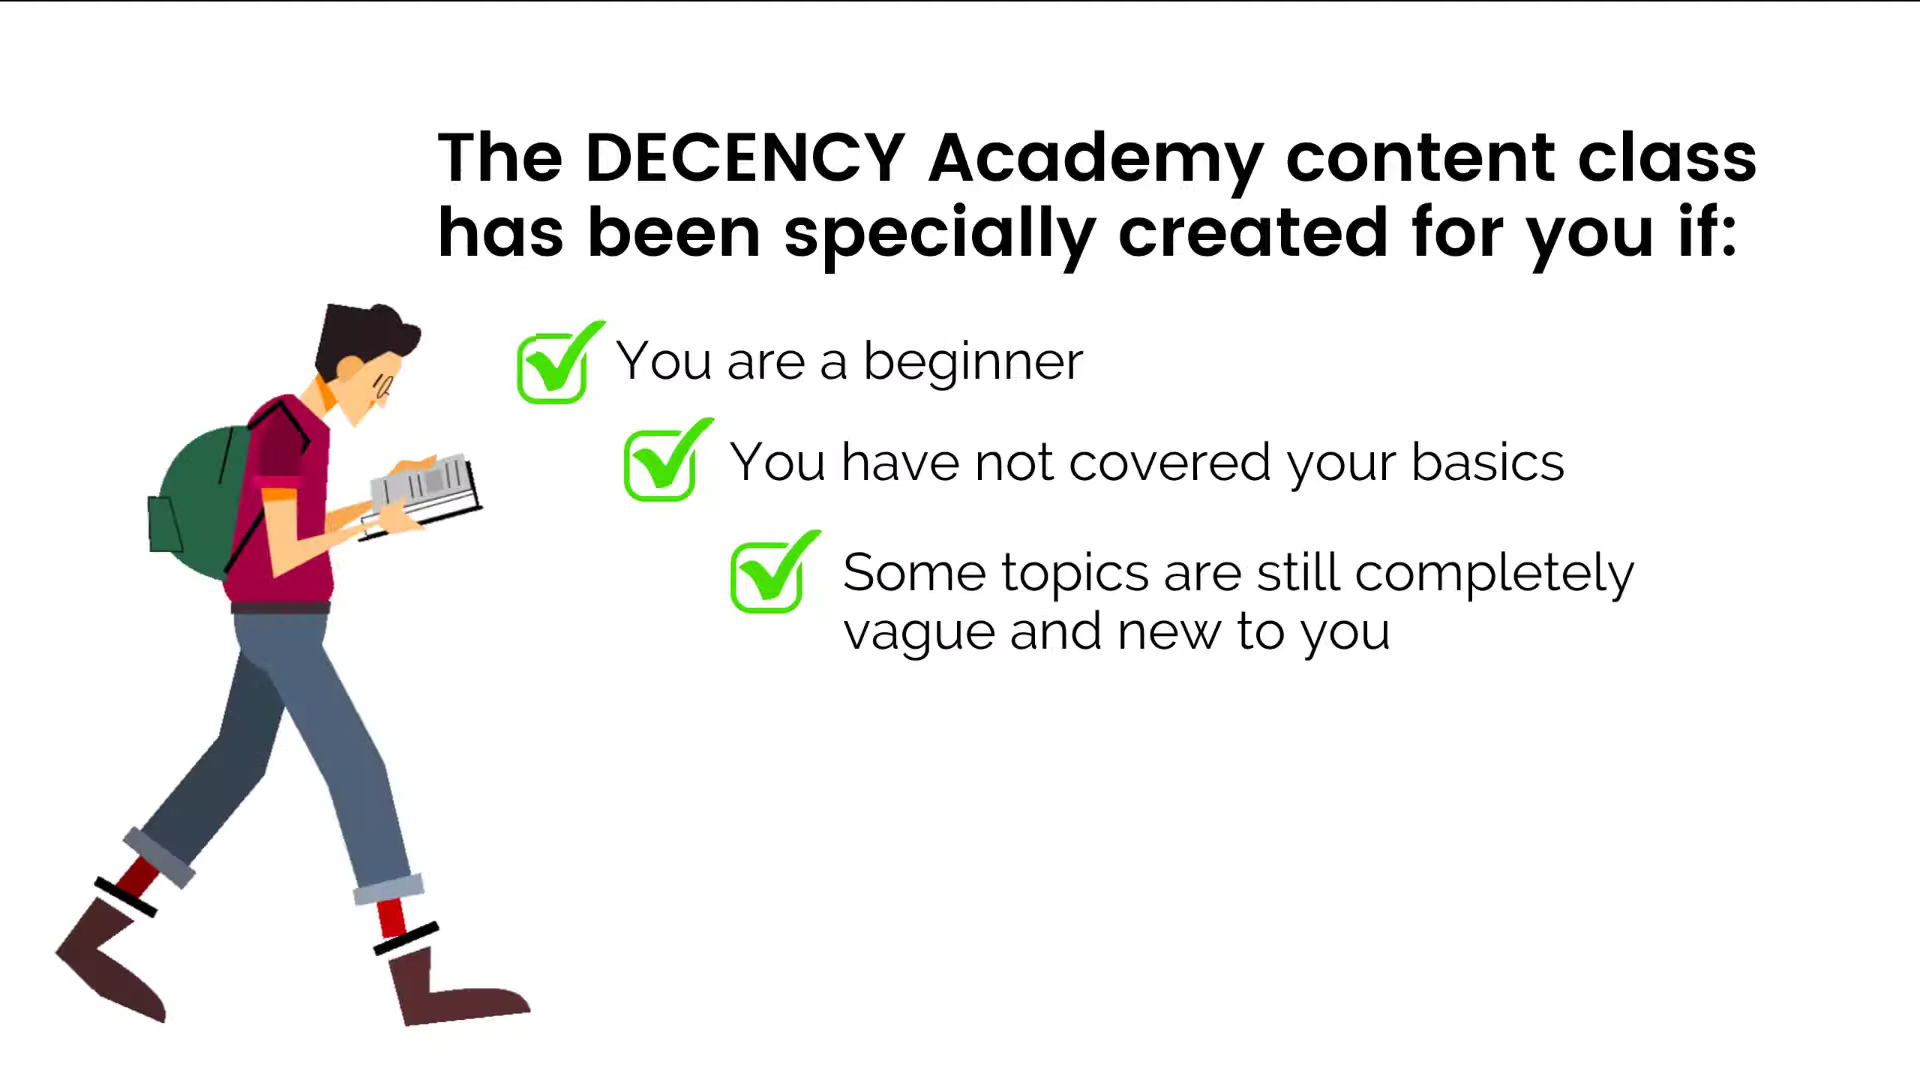 The DECENCY Academy content class
has been specially created for you if:
You are a beginner
You have not covered your basics
Some topics are still completely
vague and new to you